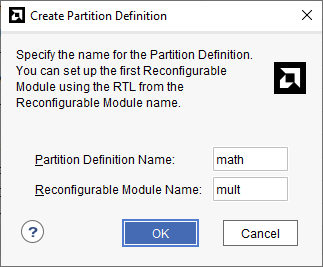 Create Partition Definition
Specify the name for the Partition Definition.
You can set up the first Reconfigurable
Module using the RTL from the
Reconfigurable Module name.
Partition Definition Name: math
Reconfigurable Module Name: mult
? OK Cancel